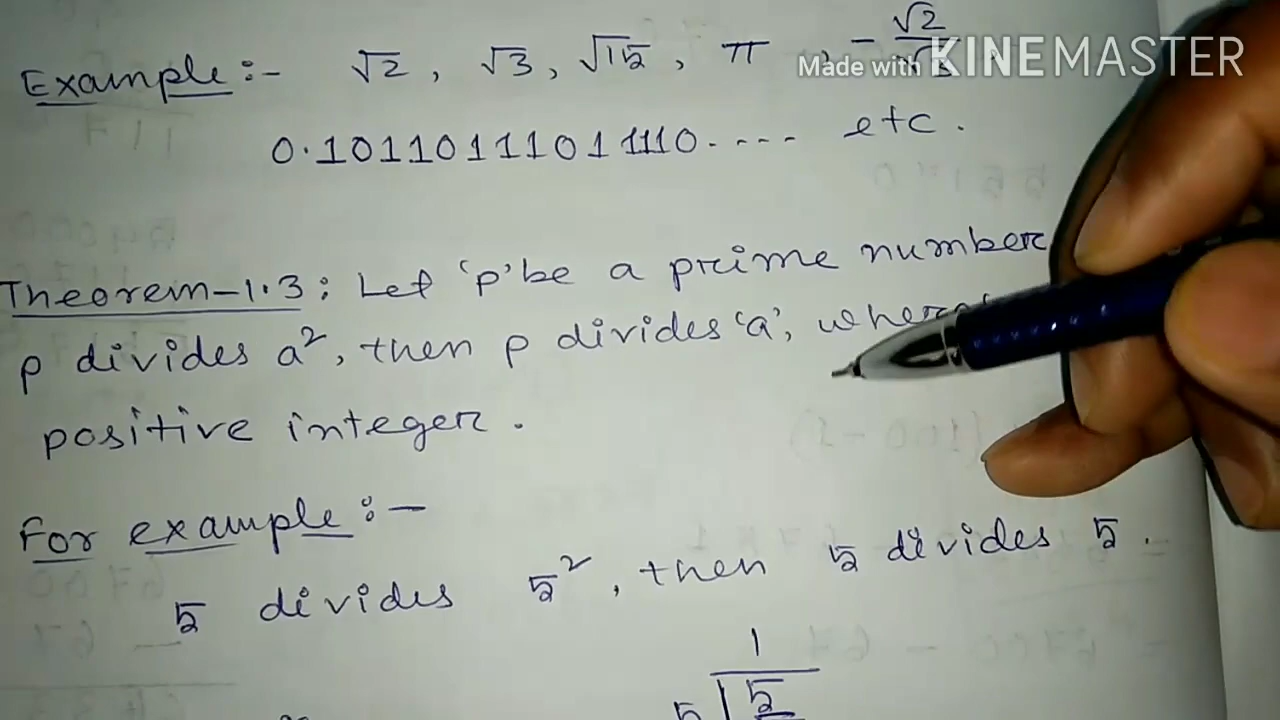 Example :- √2, √3, √15, π, -√2
Made with KINEMASTER
0.10110111011110.---- etc.
Theorem-1.3: Let 'p' be a prime number
p divides a², then p divides 'a', where
positive integer.
For example :-
5 divides 5², then 5 divides 5.
1
5 5